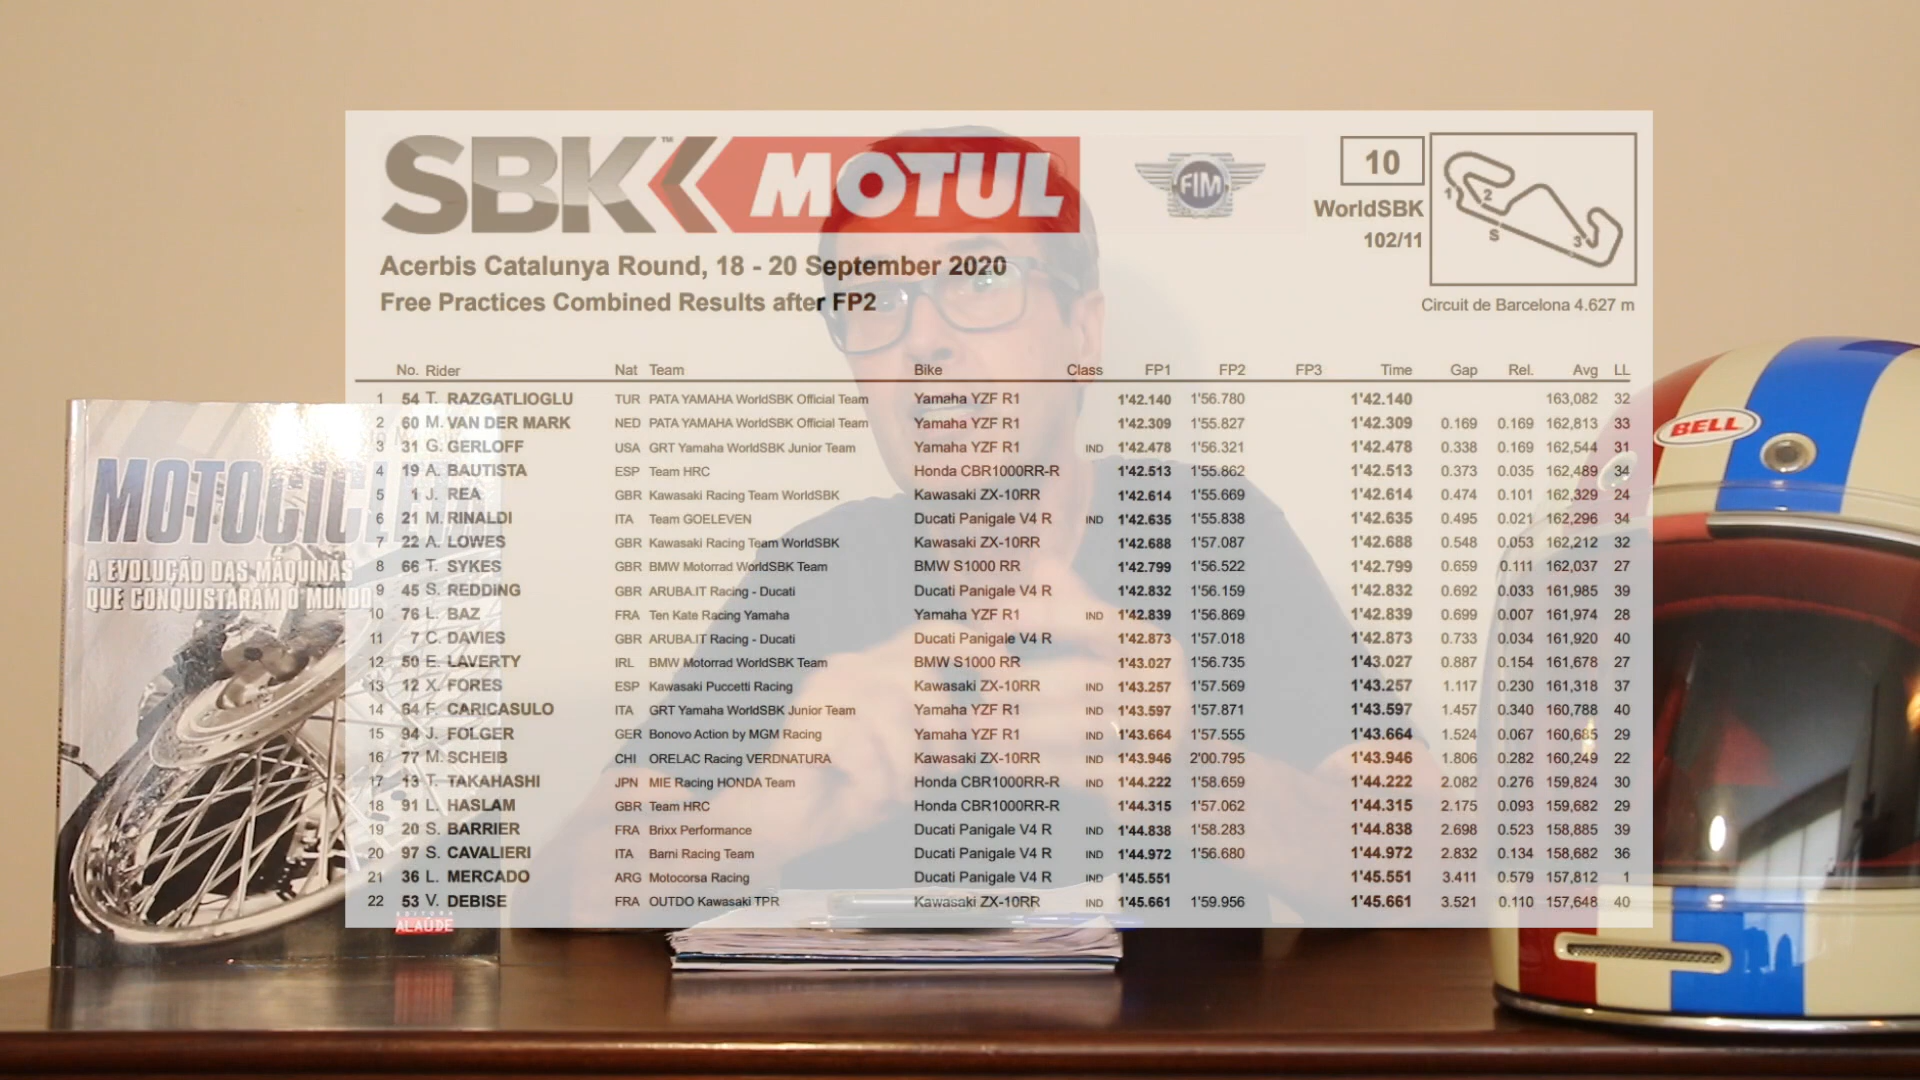 SBK™ MOTUL
FIM
10
WorldSBK
102/11
1 2 S 3
Acerbis Catalunya Round, 18 - 20 September 2020
Free Practices Combined Results after FP2
Circuit de Barcelona 4.627 m
No. Rider Nat Team Bike Class FP1 FP2 FP3 Time Gap Rel. Avg LL
1 54 T. RAZGATLIOGLU TUR PATA YAMAHA WorldSBK Official Team Yamaha YZF R1 1'42.140 1'56.780 1'42.140 163,082 32
2 60 M. VAN DER MARK NED PATA YAMAHA WorldSBK Official Team Yamaha YZF R1 1'42.309 1'55.827 1'42.309 0.169 0.169 162,813 33
3 31 G. GERLOFF USA GRT Yamaha WorldSBK Junior Team Yamaha YZF R1 IND 1'42.478 1'56.321 1'42.478 0.338 0.169 162,544 31
4 19 A. BAUTISTA ESP Team HRC Honda CBR1000RR-R 1'42.513 1'55.862 1'42.513 0.373 0.035 162,489 34
5 1 J. REA GBR Kawasaki Racing Team WorldSBK Kawasaki ZX-10RR 1'42.614 1'55.669 1'42.614 0.474 0.101 162,329 24
6 21 M. RINALDI ITA Team GOELEVEN Ducati Panigale V4 R IND 1'42.635 1'55.838 1'42.635 0.495 0.021 162,296 34
7 22 A. LOWES GBR Kawasaki Racing Team WorldSBK Kawasaki ZX-10RR 1'42.688 1'57.087 1'42.688 0.548 0.053 162,212 32
8 66 T. SYKES GBR BMW Motorrad WorldSBK Team BMW S1000 RR 1'42.799 1'56.522 1'42.799 0.659 0.111 162,037 27
9 45 S. REDDING GBR ARUBA.IT Racing - Ducati Ducati Panigale V4 R 1'42.832 1'56.159 1'42.832 0.692 0.033 161,985 39
10 76 L. BAZ FRA Ten Kate Racing Yamaha Yamaha YZF R1 IND 1'42.839 1'56.869 1'42.839 0.699 0.007 161,974 28
11 7 C. DAVIES GBR ARUBA.IT Racing - Ducati Ducati Panigale V4 R 1'42.873 1'57.018 1'42.873 0.733 0.034 161,920 40
12 50 E. LAVERTY IRL BMW Motorrad WorldSBK Team BMW S1000 RR 1'43.027 1'56.735 1'43.027 0.887 0.154 161,678 27
13 12 X. FORES ESP Kawasaki Puccetti Racing Kawasaki ZX-10RR IND 1'43.257 1'57.569 1'43.257 1.117 0.230 161,318 37
14 64 F. CARICASULO ITA GRT Yamaha WorldSBK Junior Team Yamaha YZF R1 IND 1'43.597 1'57.871 1'43.597 1.457 0.340 160,788 40
15 94 J. FOLGER GER Bonovo Action by MGM Racing Yamaha YZF R1 IND 1'43.664 1'57.555 1'43.664 1.524 0.067 160,685 29
16 77 M. SCHEIB CHI ORELAC Racing VERDNATURA Kawasaki ZX-10RR IND 1'43.946 2'00.795 1'43.946 1.806 0.282 160,249 22
17 13 T. TAKAHASHI JPN MIE Racing HONDA Team Honda CBR1000RR-R IND 1'44.222 1'58.659 1'44.222 2.082 0.276 159,824 30
18 91 L. HASLAM GBR Team HRC Honda CBR1000RR-R 1'44.315 1'57.062 1'44.315 2.175 0.093 159,682 29
19 20 S. BARRIER FRA Brixx Performance Ducati Panigale V4 R IND 1'44.838 1'58.283 1'44.838 2.698 0.523 158,885 39
20 97 S. CAVALIERI ITA Barni Racing Team Ducati Panigale V4 R IND 1'44.972 1'56.680 1'44.972 2.832 0.134 158,682 36
21 36 L. MERCADO ARG Motocorsa Racing Ducati Panigale V4 R IND 1'45.551 1'45.551 3.411 0.579 157,812 1
22 53 V. DEBISE FRA OUTDO Kawasaki TPR Kawasaki ZX-10RR IND 1'45.661 1'59.956 1'45.661 3.521 0.110 157,648 40
MOTOCICLETA
A EVOLUÇÃO DAS MÁQUINAS
QUE CONQUISTARAM O MUNDO
EDITORA
ALAÚDE
BELL